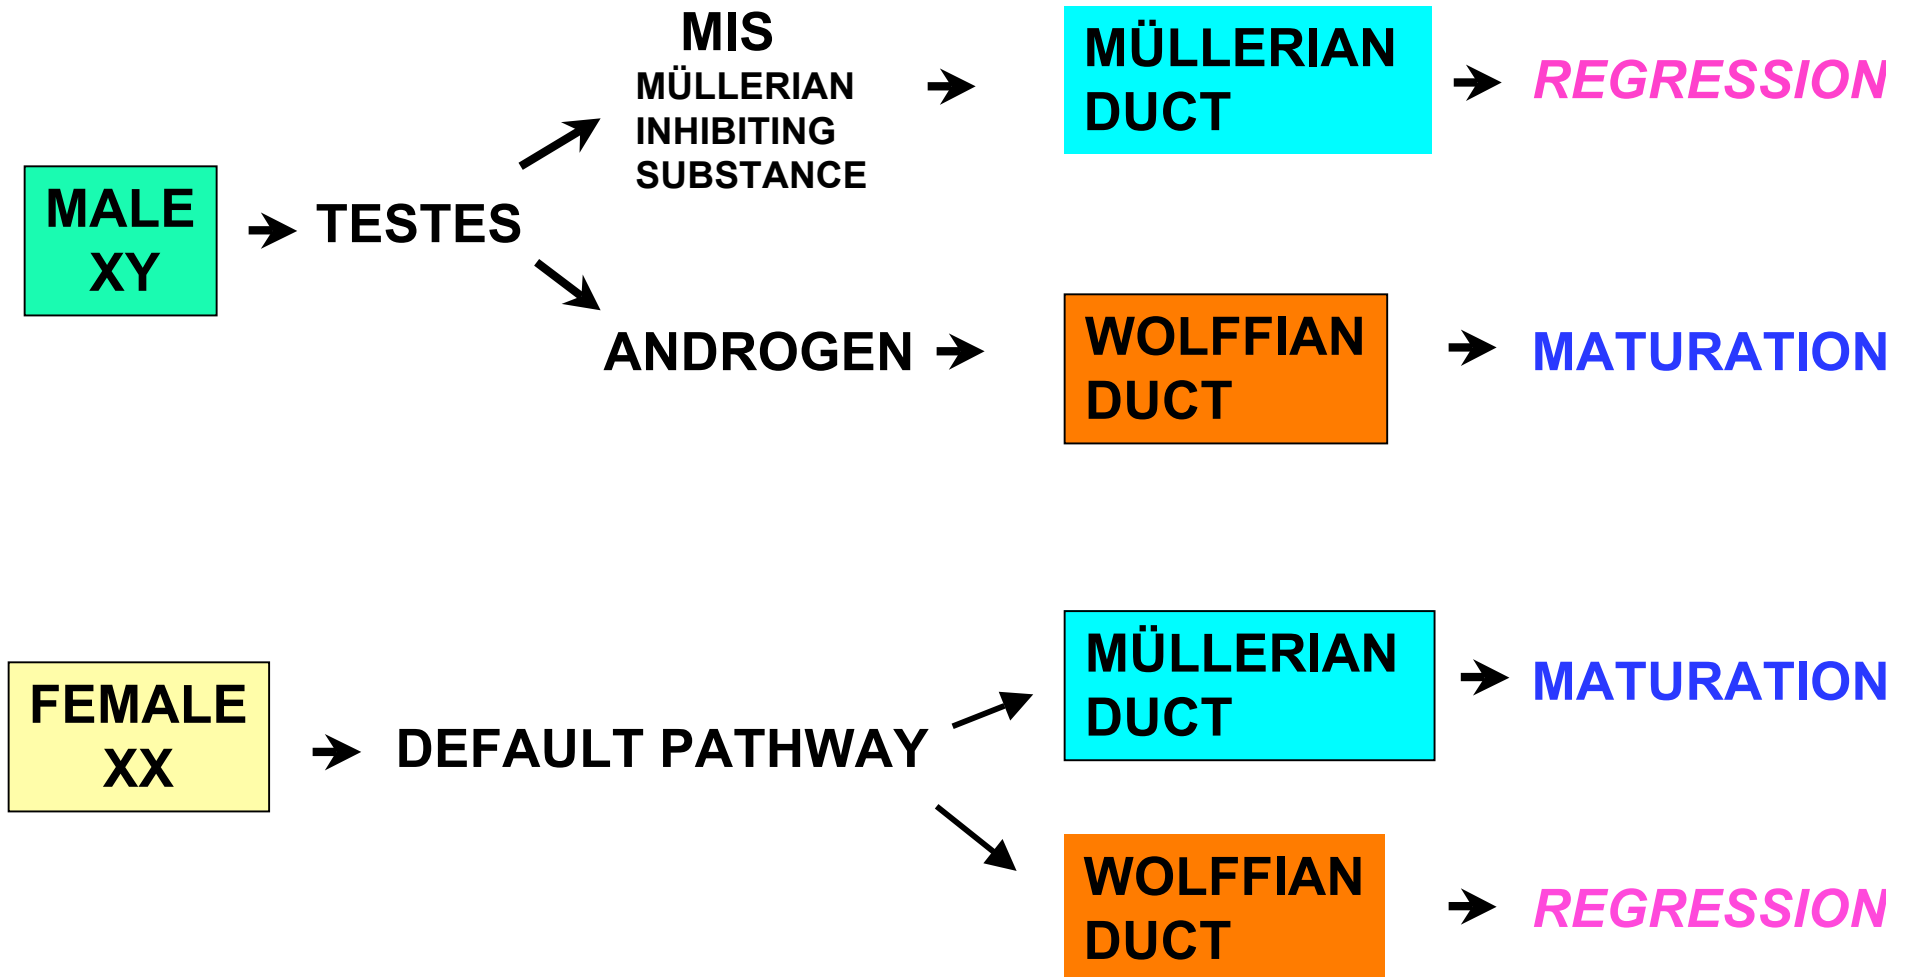 MIS
MÜLLERIAN
INHIBITING
SUBSTANCE
MÜLLERIAN
DUCT
REGRESSION
MALE
XY
TESTES
ANDROGEN
WOLFFIAN
DUCT
MATURATION
FEMALE
XX
DEFAULT PATHWAY
MÜLLERIAN
DUCT
MATURATION
WOLFFIAN
DUCT
REGRESSION